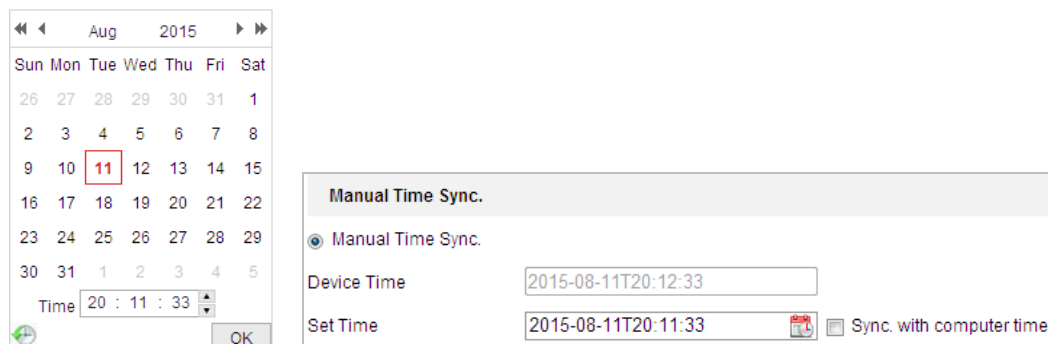 Aug 2015
Sun Mon Tue Wed Thu Fri Sat
26 27 28 29 30 31 1
2 3 4 5 6 7 8
9 10 11 12 13 14 15
16 17 18 19 20 21 22
23 24 25 26 27 28 29
30 31 1 2 3 4 5
Time 20 : 11 : 33
OK
Manual Time Sync.
Manual Time Sync.
Device Time 2015-08-11T20:12:33
Set Time 2015-08-11T20:11:33 Sync. with computer time